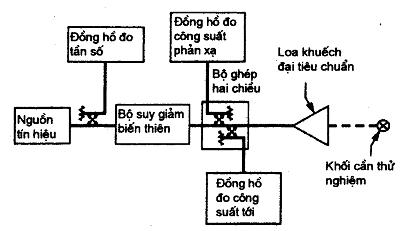 Đồng hồ đo
tần số
Đồng hồ đo
công suất
phản xạ
Bộ ghép
hai chiều
Loa khuếch
đại tiêu chuẩn
Nguồn
tín hiệu
Bộ suy giảm
biến thiên
Khối cần thử
nghiệm
Đồng hồ
đo công
suất tới